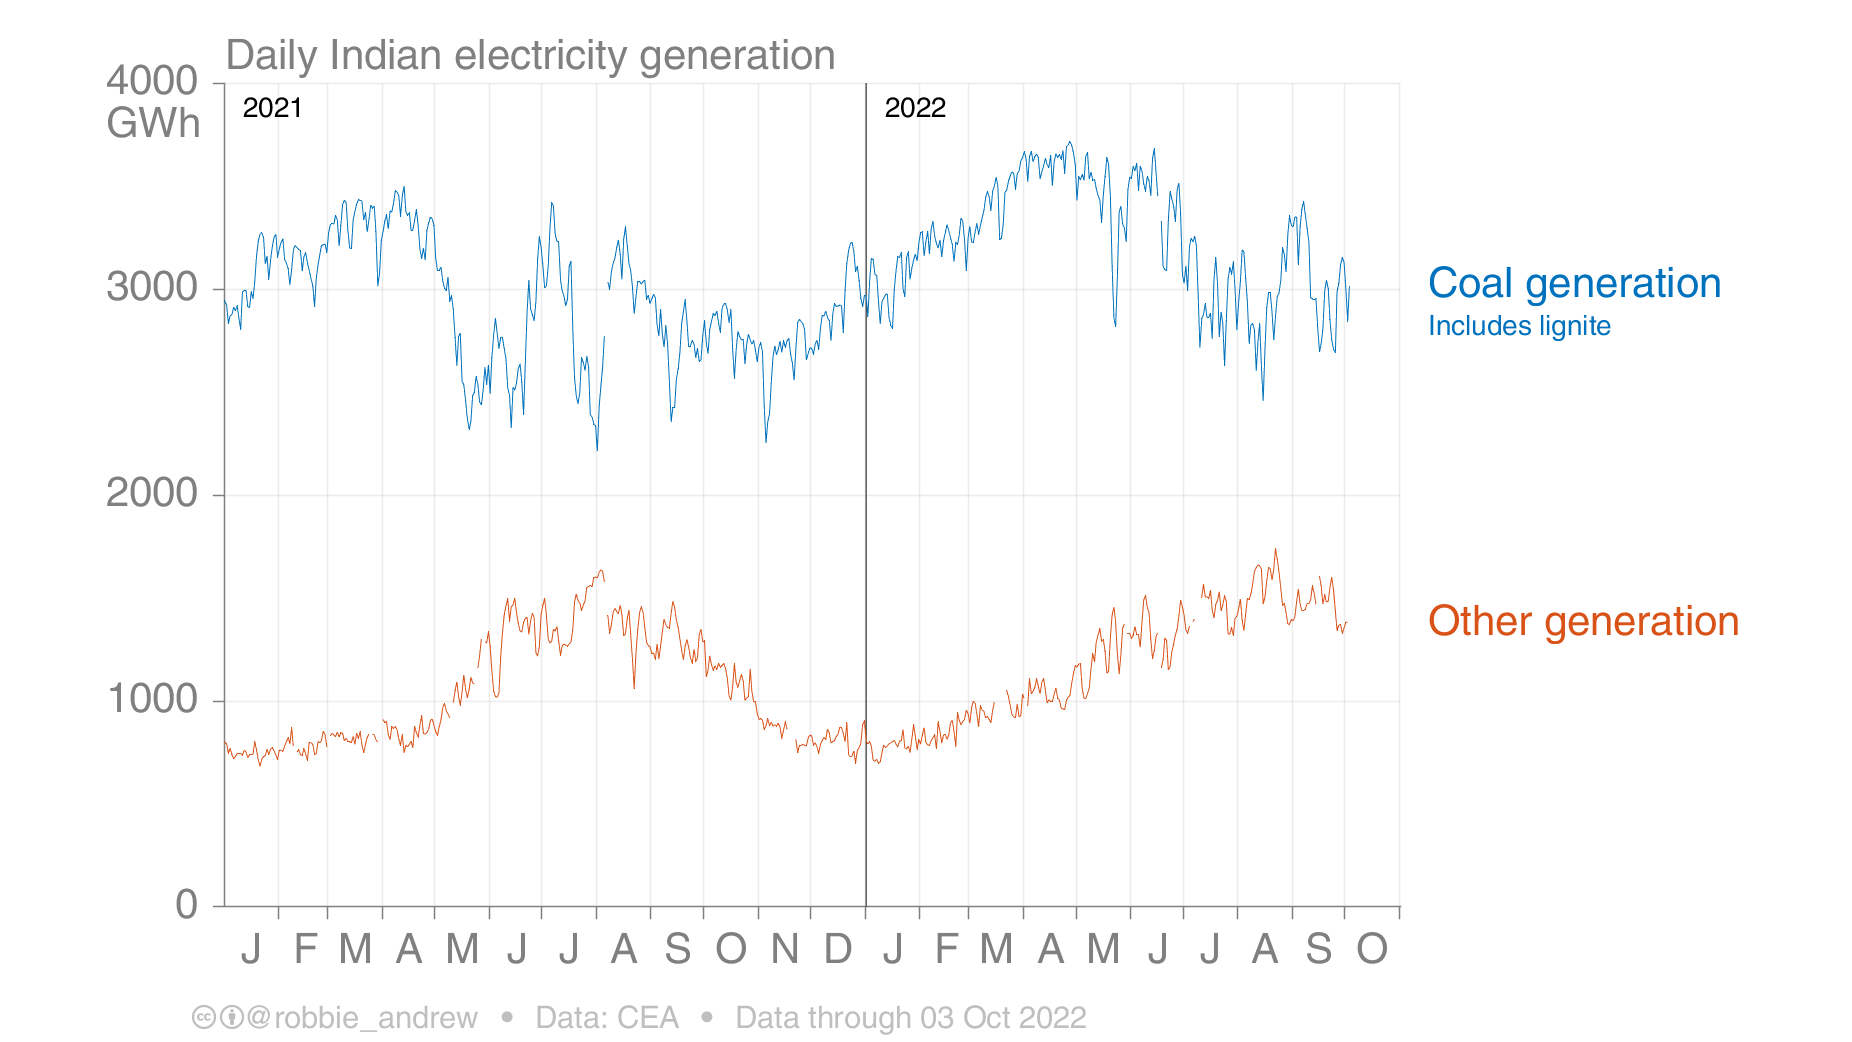 Daily Indian electricity generation
4000
GWh
2021
2022
3000
2000
1000
0
Coal generation
Includes lignite
Other generation
J F M A M J J A S O N D J F M A M J J A S O
cc @robbie_andrew • Data: CEA • Data through 03 Oct 2022